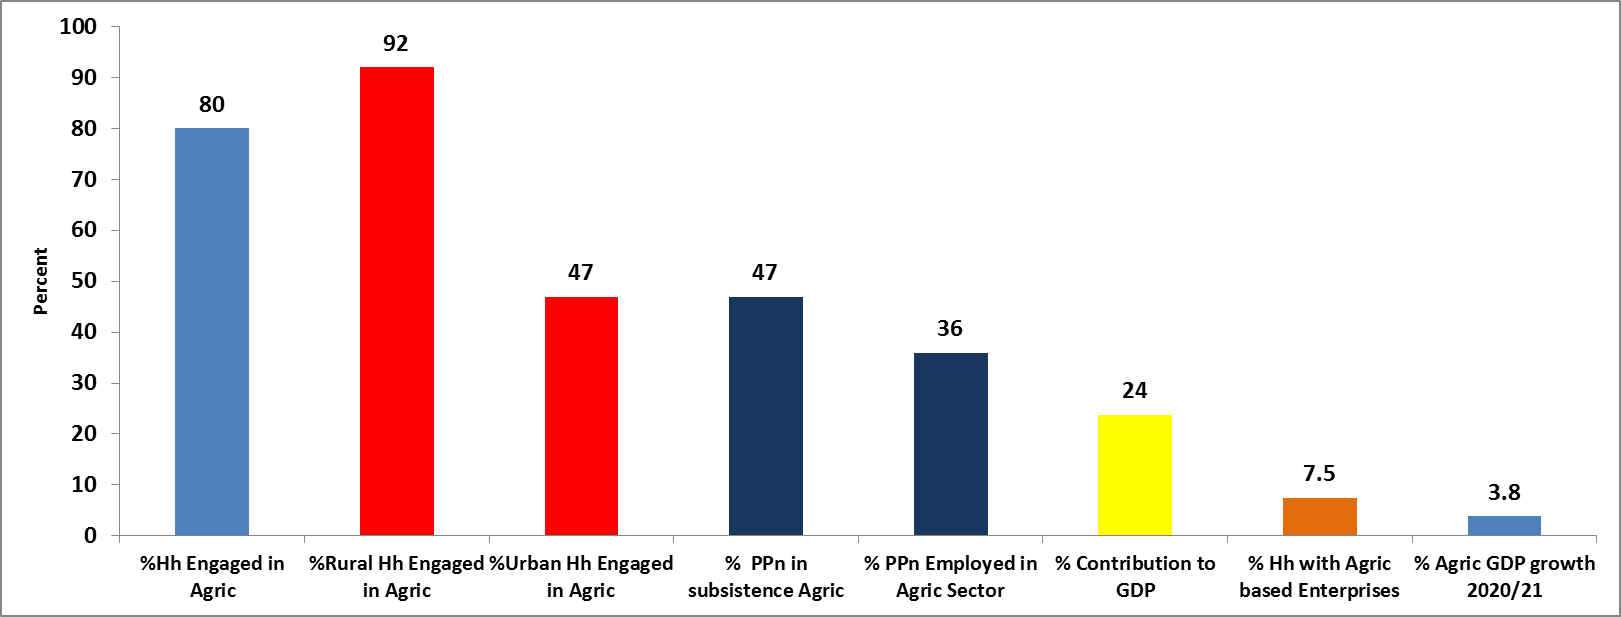 100
90
80
70
60
50
40
30
20
10
0
Percent
80
92
47
47
36
24
7.5
3.8
%Hh Engaged in
Agric
%Rural Hh Engaged
in Agric
%Urban Hh Engaged
in Agric
% PPn in
subsistence Agric
% PPn Employed in
Agric Sector
% Contribution to
GDP
% Hh with Agric
based Enterprises
% Agric GDP growth
2020/21